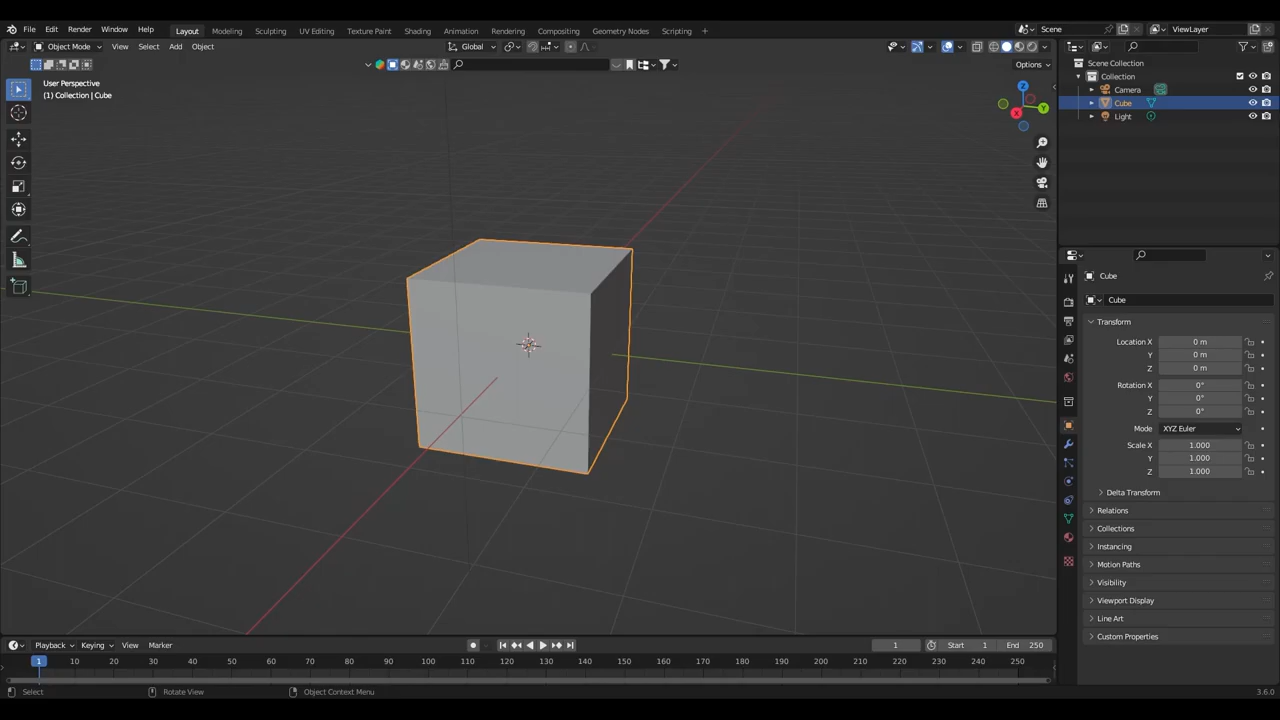 File Edit Render Window Help Layout Modeling Sculpting UV Editing Texture Paint Shading Animation Rendering Compositing Geometry Nodes Scripting Scene ViewLayer
Object Mode View Select Add Object Global
Options
User Perspective
(1) Collection | Cube
Z
Y
X
Scene Collection
Collection
Camera
Cube
Light
Cube
Cube
Transform
Location X 0 m
Y 0 m
Z 0 m
Rotation X 0°
Y 0°
Z 0°
Mode XYZ Euler
Scale X 1.000
Y 1.000
Z 1.000
Delta Transform
Relations
Collections
Instancing
Motion Paths
Visibility
Viewport Display
Line Art
Custom Properties
Playback Keying View Marker 1 Start 1 End 250
1 10 20 30 40 50 60 70 80 90 100 110 120 130 140 150 160 170 180 190 200 210 220 230 240 250
Select Rotate View Object Context Menu 3.6.0